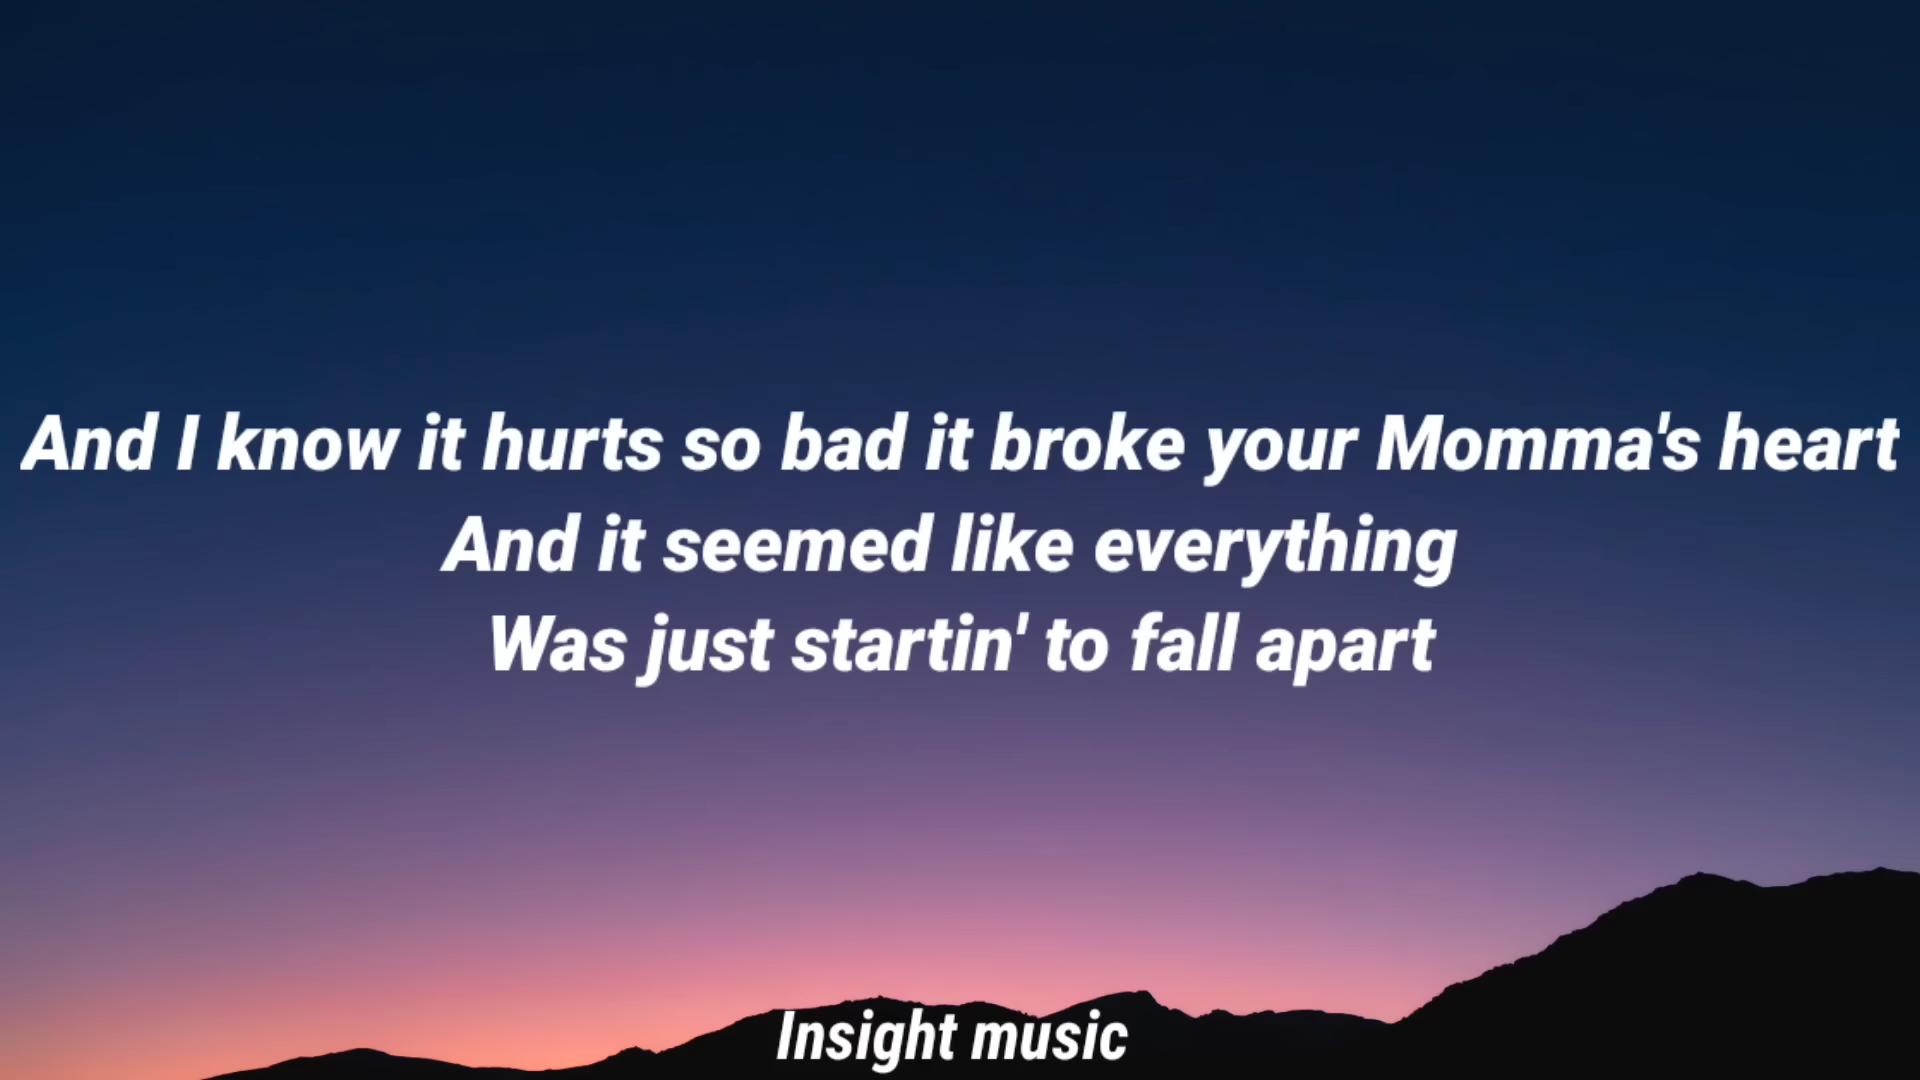 And I know it hurts so bad it broke your Momma's heart
And it seemed like everything
Was just startin' to fall apart
Insight music